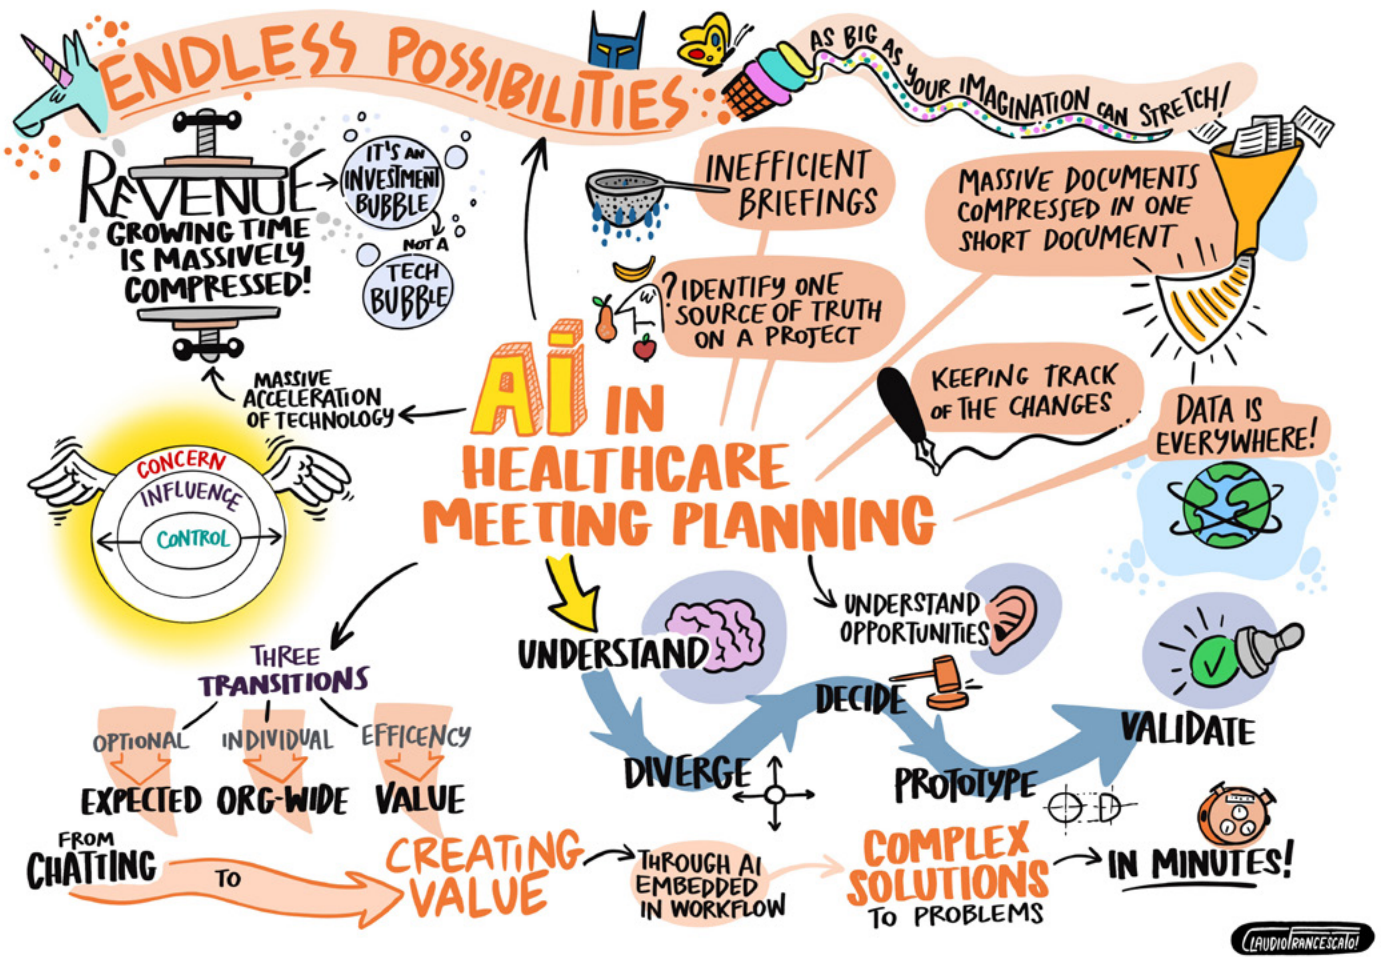 ENDLESS POSSIBILITIES
AS BIG AS YOUR IMAGINATION CAN STRETCH!
REVENUE
GROWING TIME
IS MASSIVELY
COMPRESSED!
IT'S AN
INVESTMENT
BUBBLE
NOT A
TECH
BUBBLE
INEFFICIENT
BRIEFINGS
? IDENTIFY ONE
SOURCE OF TRUTH
ON A PROJECT
MASSIVE DOCUMENTS
COMPRESSED IN ONE
SHORT DOCUMENT
KEEPING TRACK
OF THE CHANGES
DATA IS
EVERYWHERE!
MASSIVE
ACCELERATION
OF TECHNOLOGY
AI IN
HEALTHCARE
MEETING PLANNING
CONCERN
INFLUENCE
CONTROL
THREE
TRANSITIONS
OPTIONAL
INDIVIDUAL
EFFICENCY
EXPECTED
ORG-WIDE
VALUE
UNDERSTAND
UNDERSTAND
OPPORTUNITIES
DIVERGE
DECIDE
PROTOTYPE
VALIDATE
FROM
CHATTING
TO
CREATING
VALUE
THROUGH AI
EMBEDDED
IN WORKFLOW
COMPLEX
SOLUTIONS
TO PROBLEMS
IN MINUTES!
CLAUDIOFRANCESCATO!